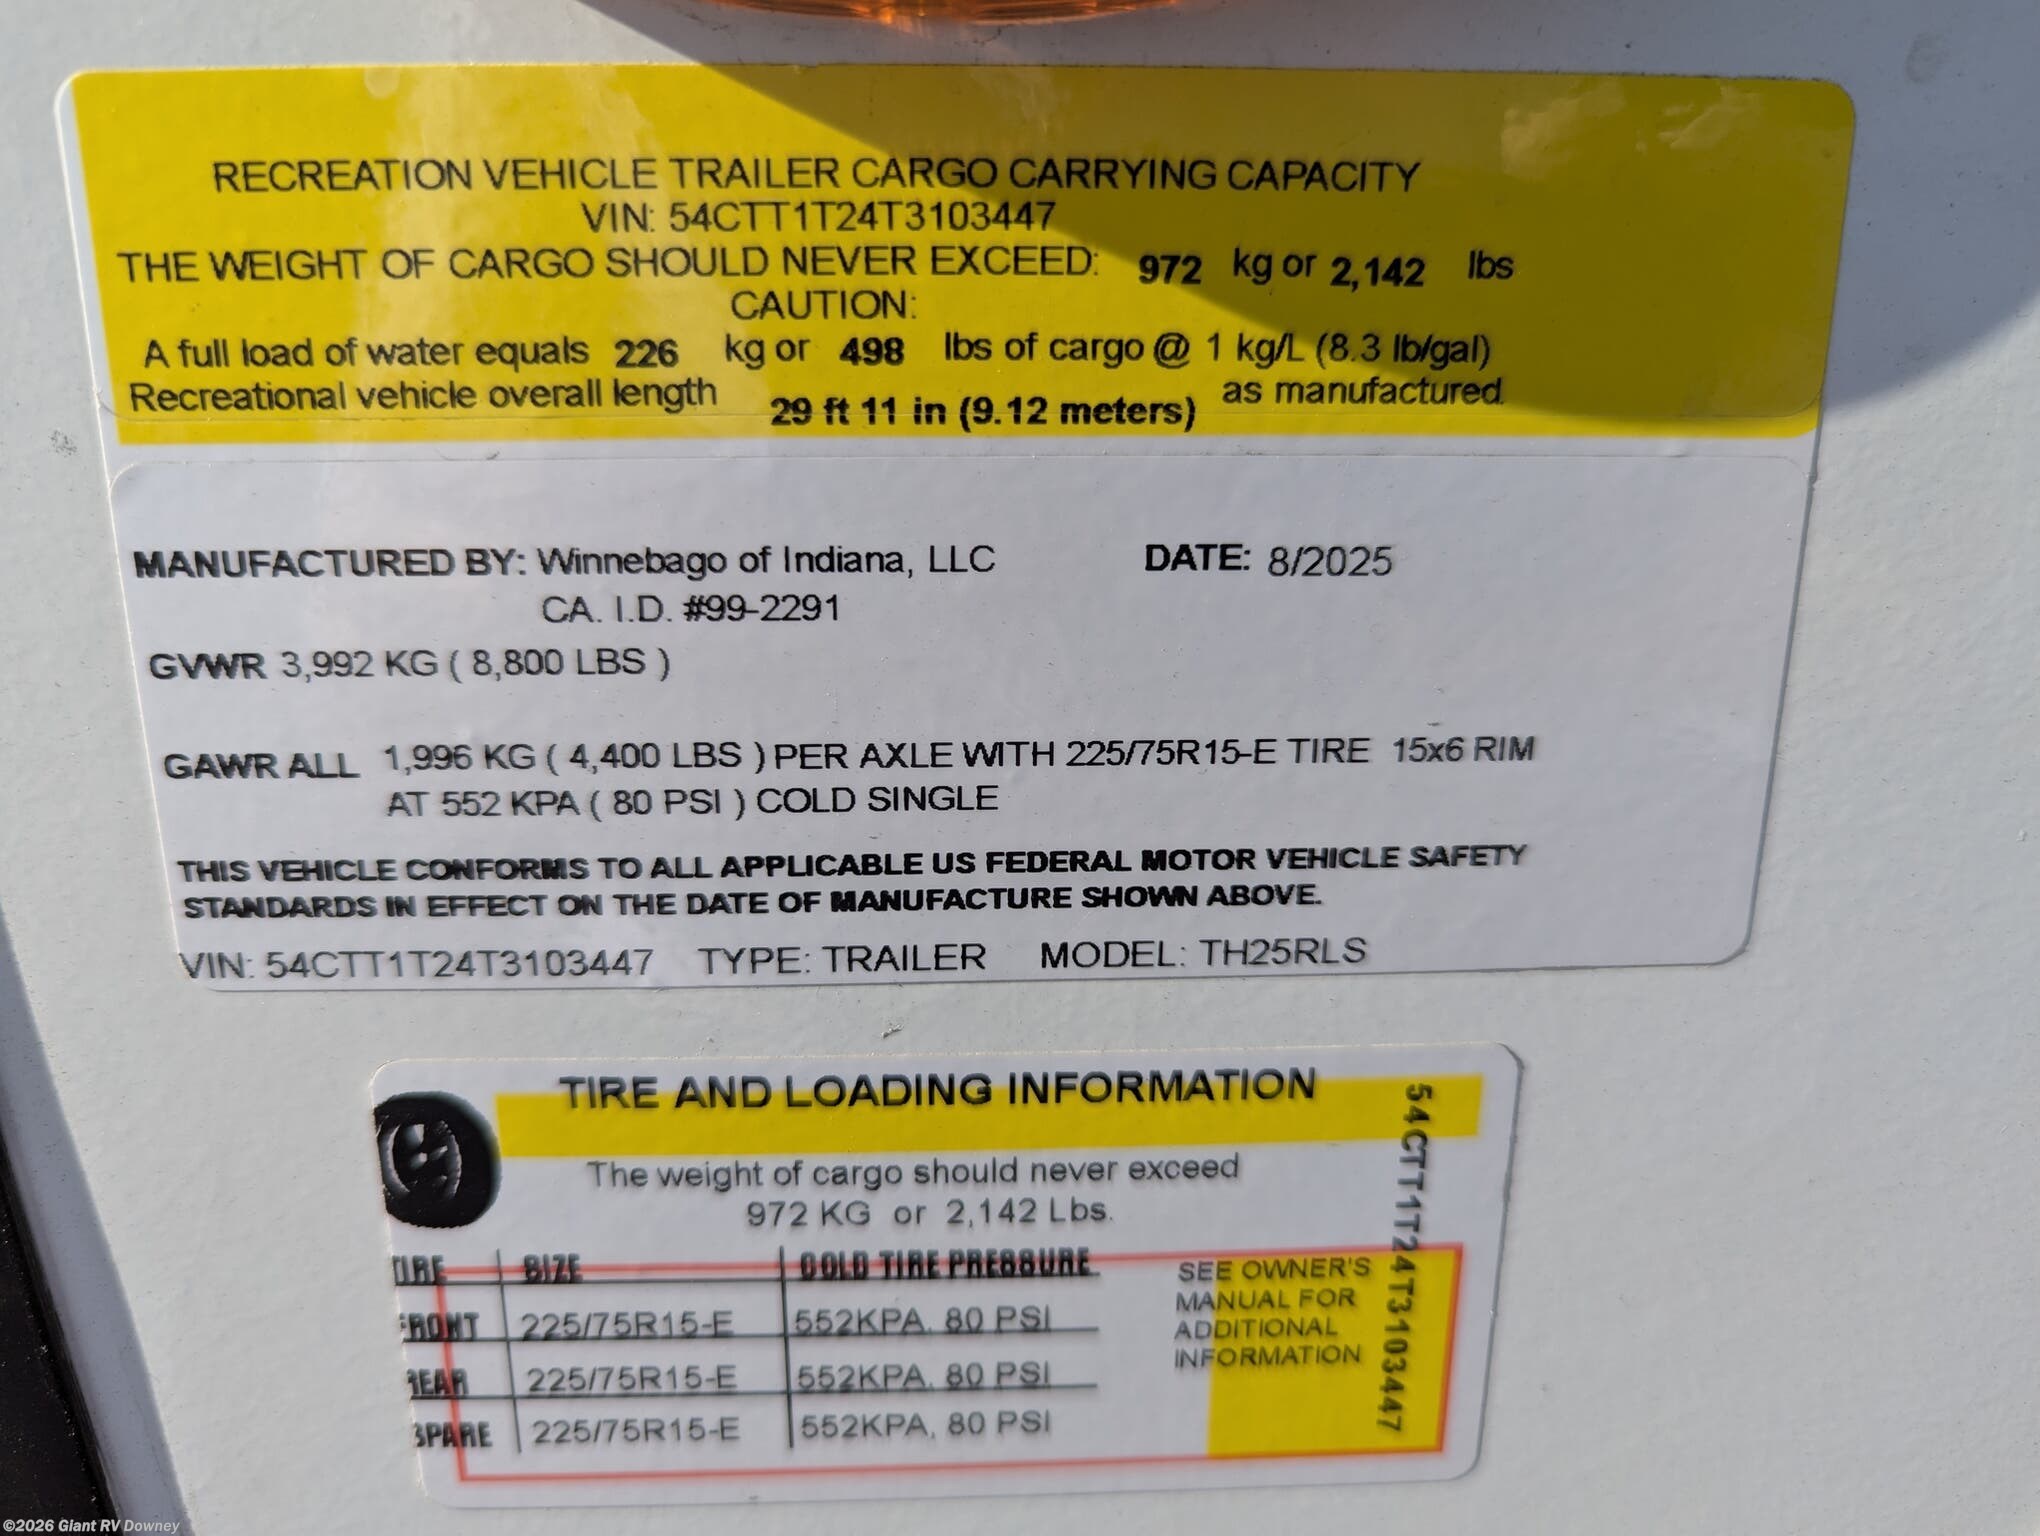 RECREATION VEHICLE TRAILER CARGO CARRYING CAPACITY
VIN: 54CTT1T24T3103447
THE WEIGHT OF CARGO SHOULD NEVER EXCEED: 972 kg or 2,142 lbs
CAUTION:
A full load of water equals 226 kg or 498 lbs of cargo @ 1 kg/L (8.3 lb/gal)
Recreational vehicle overall length 29 ft 11 in (9.12 meters) as manufactured
MANUFACTURED BY: Winnebago of Indiana, LLC DATE: 8/2025
CA. I.D. #99-2291
GVWR 3,992 KG ( 8,800 LBS )
GAWR ALL 1,996 KG ( 4,400 LBS ) PER AXLE WITH 225/75R15-E TIRE 15x6 RIM
AT 552 KPA ( 80 PSI ) COLD SINGLE
THIS VEHICLE CONFORMS TO ALL APPLICABLE US FEDERAL MOTOR VEHICLE SAFETY
STANDARDS IN EFFECT ON THE DATE OF MANUFACTURE SHOWN ABOVE.
VIN: 54CTT1T24T3103447 TYPE: TRAILER MODEL: TH25RLS
TIRE AND LOADING INFORMATION
The weight of cargo should never exceed
972 KG or 2,142 Lbs.
TIRE SIZE COLD TIRE PRESSURE
FRONT 225/75R15-E 552KPA, 80 PSI
REAR 225/75R15-E 552KPA, 80 PSI
SPARE 225/75R15-E 552KPA, 80 PSI
SEE OWNER'S
MANUAL FOR
ADDITIONAL
INFORMATION
54CTT1T24T3103447
©2026 Giant RV Downey